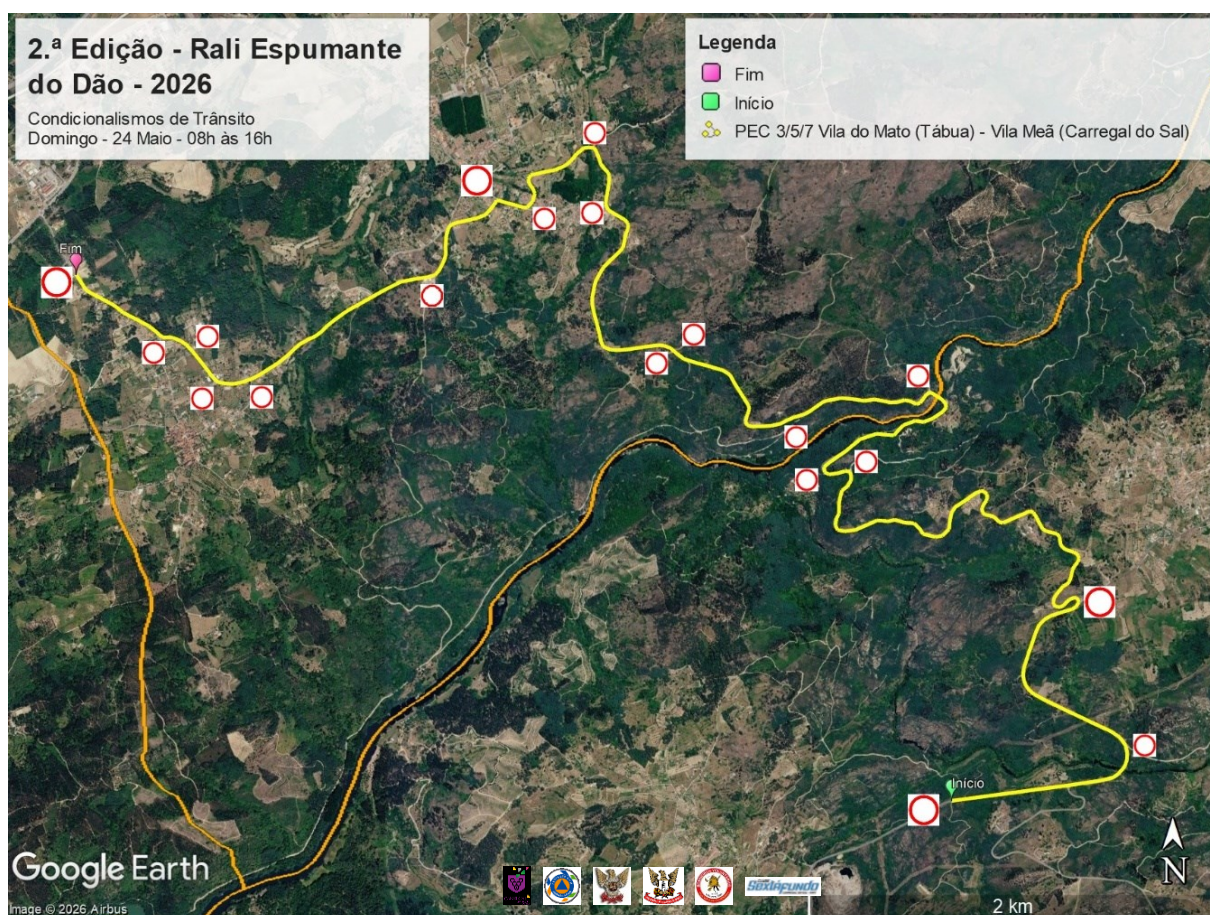 2.ª Edição - Rali Espumante
do Dão - 2026
Condicionalismos de Trânsito
Domingo - 24 Maio - 08h às 16h
Legenda
Fim
Início
PEC 3/5/7 Vila do Mato (Tábua) - Vila Meã (Carregal do Sal)
Fim
Início
N
Google Earth
Sextafundo
2 km
Image © 2026 Airbus